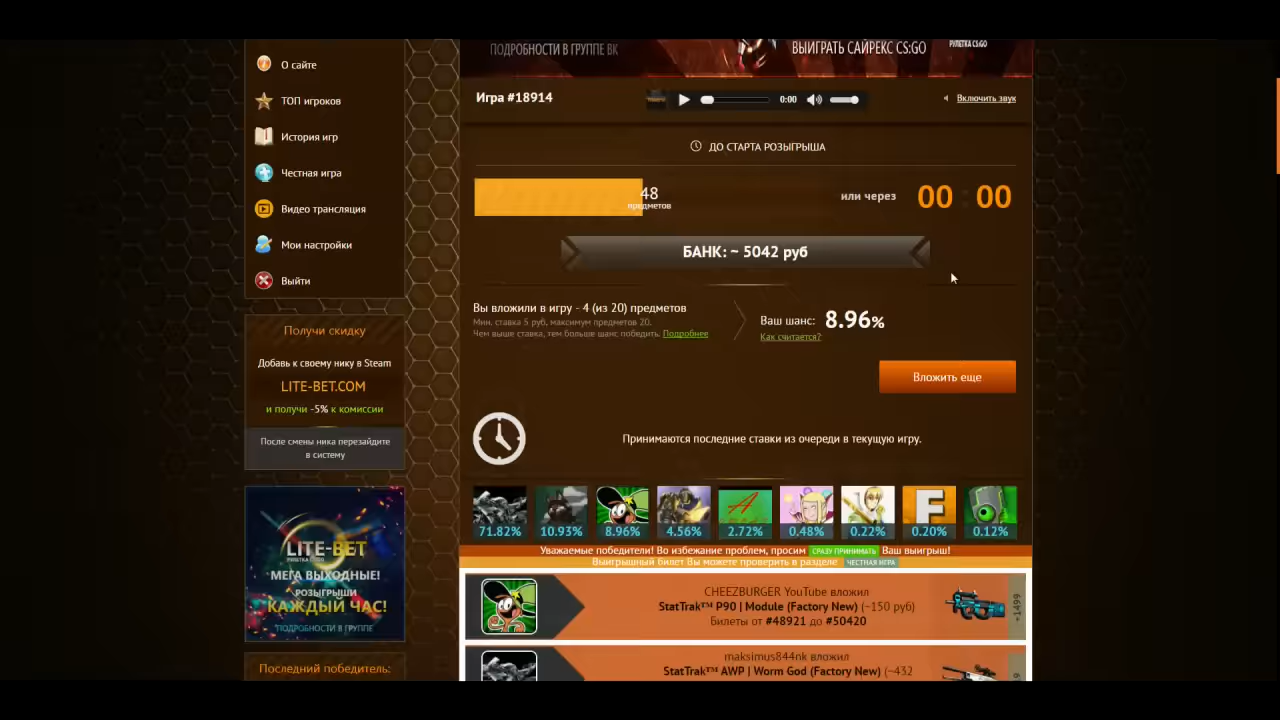 ПОДРОБНОСТИ В ГРУППЕ ВК
ВЫИГРАТЬ САЙРЕКС CS:GO
РУЛЕТКА CS:GO
О сайте
ТОП игроков
История игр
Честная игра
Видео трансляция
Мои настройки
Выйти
Игра #18914
0:00
Включить звук
ДО СТАРТА РОЗЫГРЫША
48
предметов
или через
00 00
БАНК: ~ 5042 руб
Вы вложили в игру - 4 (из 20) предметов
Мин. ставка 5 руб, максимум предметов 20.
Чем выше ставка, тем больше шанс победить. Подробнее
Ваш шанс: 8.96%
Как считается?
Вложить еще
Принимаются последние ставки из очереди в текущую игру.
71.82% 10.93% 8.96% 4.56% 2.72% 0.48% 0.22% 0.20% 0.12%
Уважаемые победители! Во избежание проблем, просим СРАЗУ ПРИНИМАТЬ Ваш выигрыш!
Выигрышный билет Вы можете проверить в разделе ЧЕСТНАЯ ИГРА
CHEEZBURGER YouTube вложил
StatTrak™ P90 | Module (Factory New) (~150 руб)
Билеты от #48921 до #50420
+1499
maksimus844nk вложил
StatTrak™ AWP | Worm God (Factory New) (~432
Получи скидку
Добавь к своему нику в Steam
LITE-BET.COM
и получи -5% к комиссии
После смены ника перезайдите
в систему
LITE-BET
РУЛЕТКА CS:GO
МЕГА ВЫХОДНЫЕ!
РОЗЫГРЫШИ
КАЖДЫЙ ЧАС!
*ПОДРОБНОСТИ В ГРУППЕ
Последний победитель: